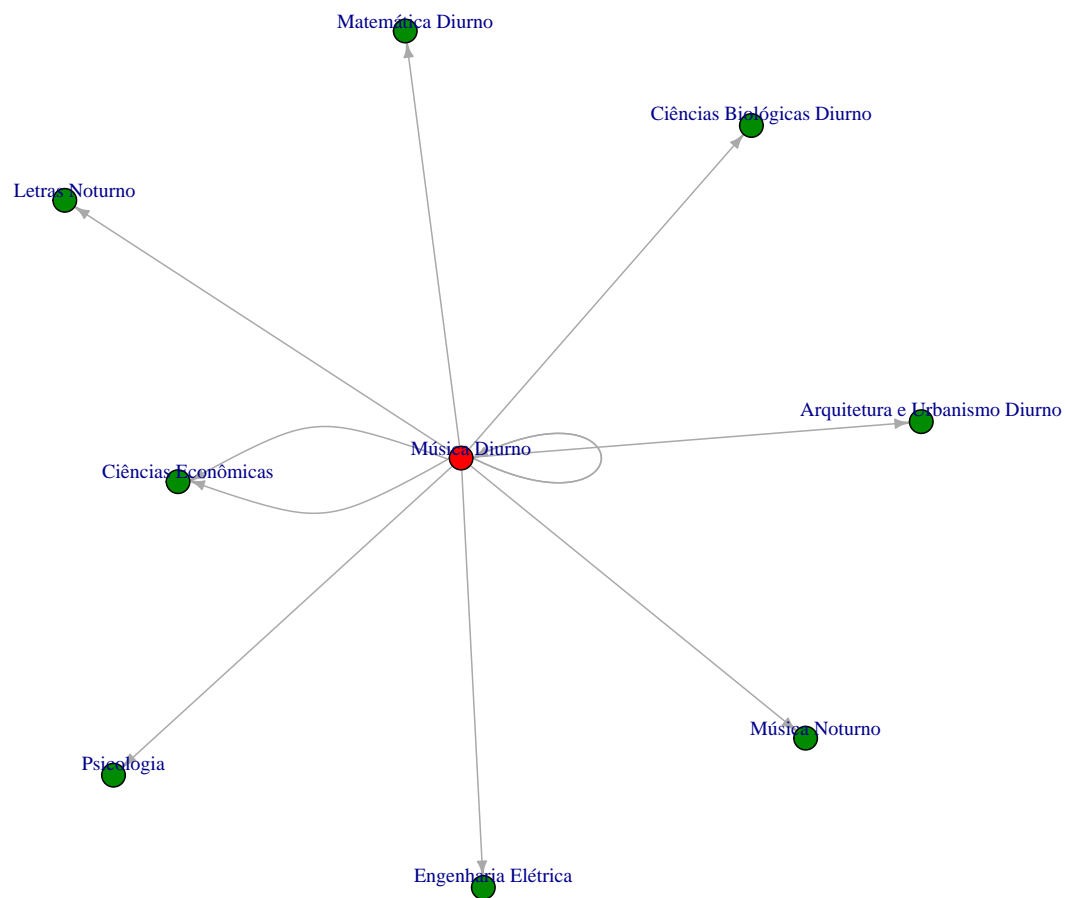 Matemática Diurno
Ciências Biológicas Diurno
Letras Noturno
Arquitetura e Urbanismo Diurno
Música Diurno
Ciências Econômicas
Música Noturno
Psicologia
Engenharia Elétrica